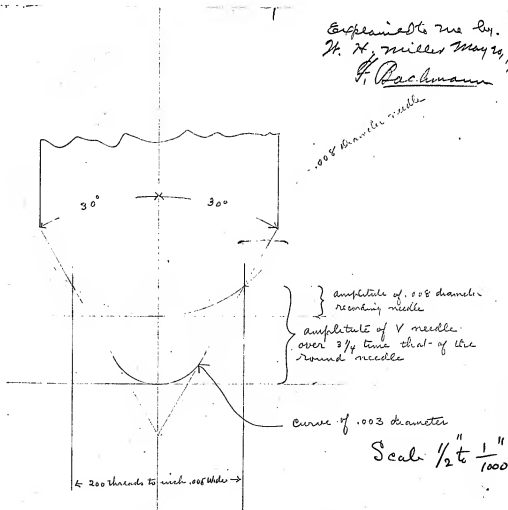 Explained to me by.
W. H. Miller May 20,
F. Bachmann
.008 diameter needle
30°
30°
amplitude of .008 diameter
recording needle
amplitude of V needle
over 3 1/4 time that of the
round needle
curve of .003 diameter
Scale 1/2" to 1"/1000
200 threads to inch .005 Wide